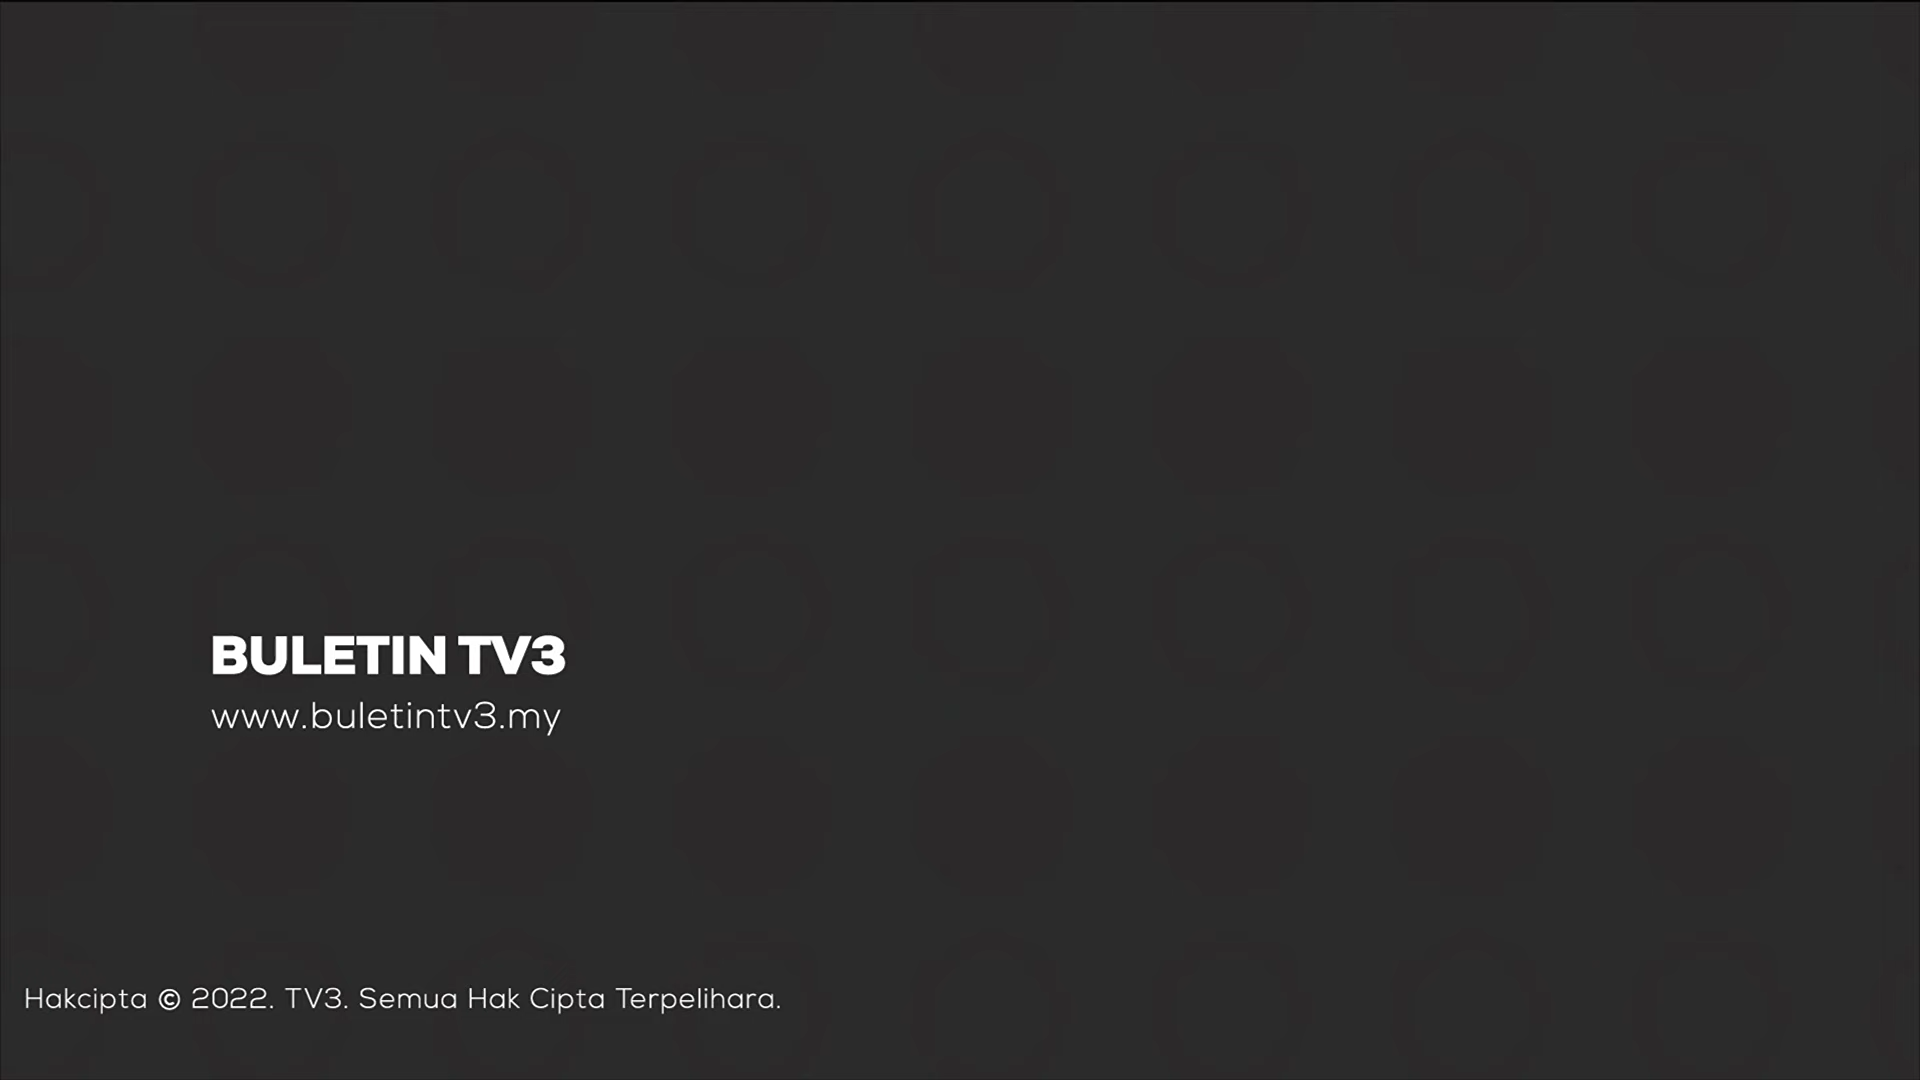 BULETIN TV3
www.buletintv3.my
Hakcipta © 2022. TV3. Semua Hak Cipta Terpelihara.